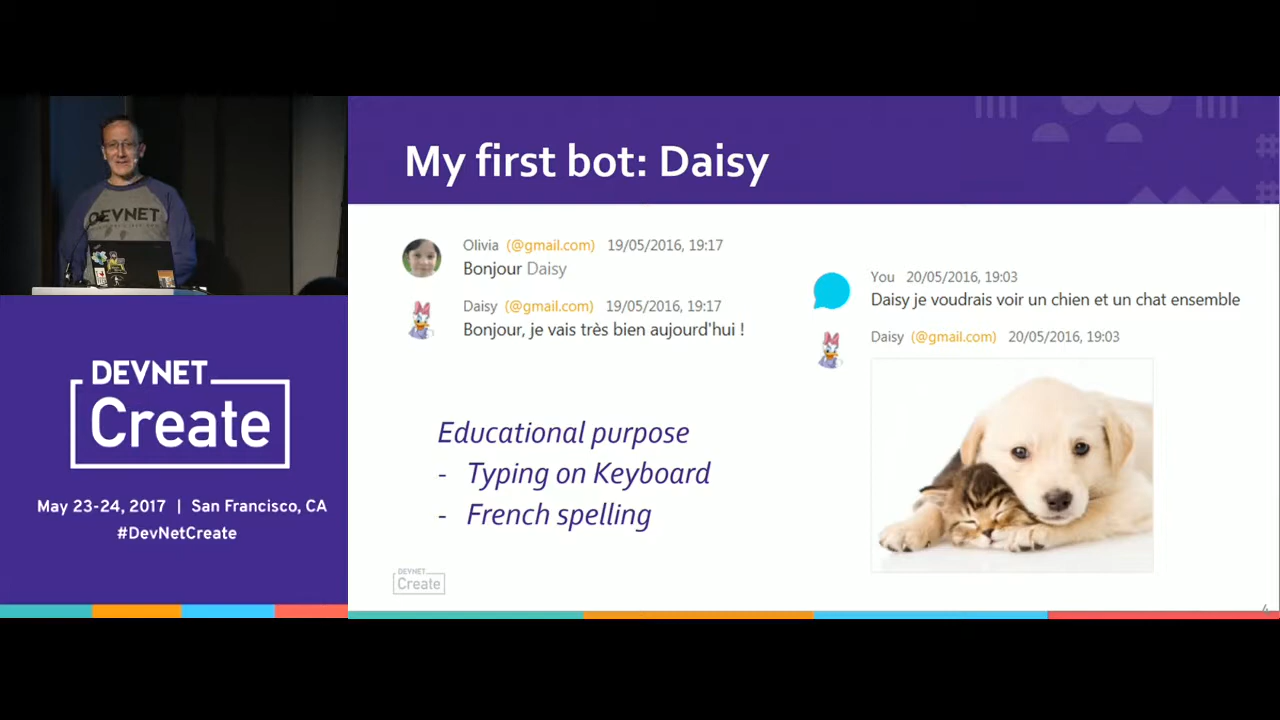 My first bot: Daisy
Olivia (@gmail.com) 19/05/2016, 19:17
Bonjour Daisy
Daisy (@gmail.com) 19/05/2016, 19:17
Bonjour, je vais très bien aujourd'hui !
You 20/05/2016, 19:03
Daisy je voudrais voir un chien et un chat ensemble
Daisy (@gmail.com) 20/05/2016, 19:03
Educational purpose
- Typing on Keyboard
- French spelling
DEVNET
Create
4
DEVNET
DEVNET
Create
May 23-24, 2017 | San Francisco, CA
#DevNetCreate